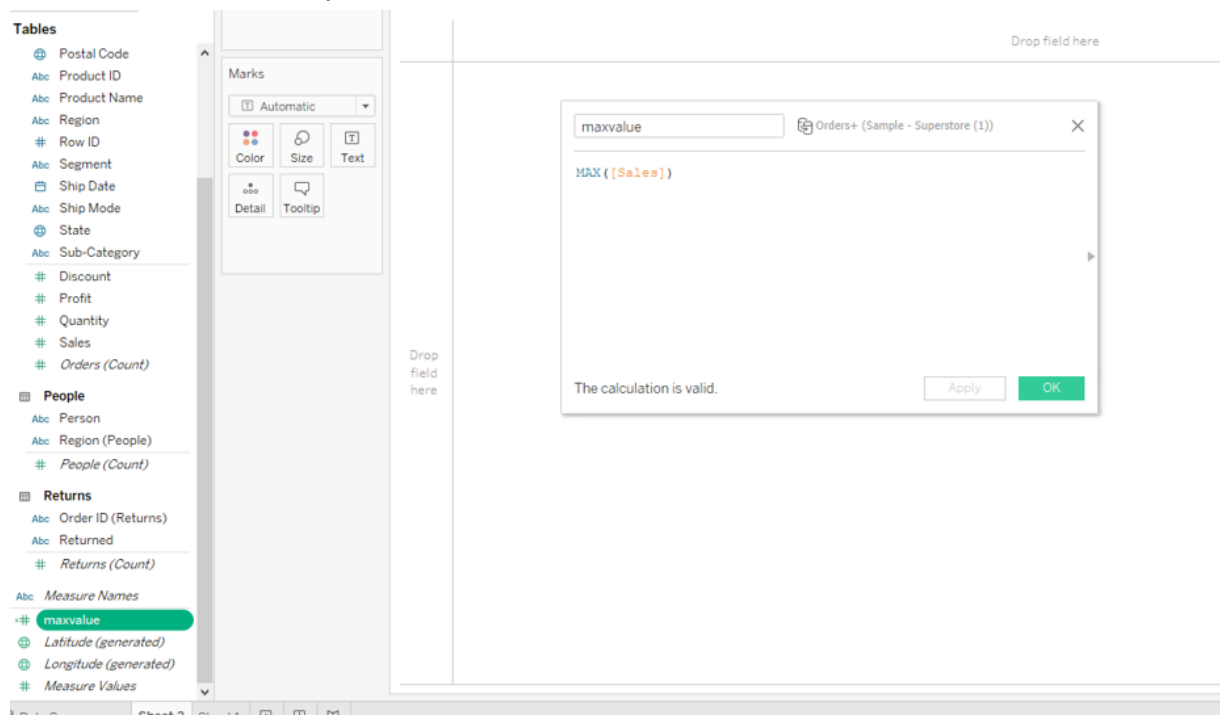 Tables
Postal Code
Abc Product ID
Abc Product Name
Abc Region
# Row ID
Abc Segment
Ship Date
Abc Ship Mode
State
Abc Sub-Category
# Discount
# Profit
# Quantity
# Sales
# Orders (Count)
People
Abc Person
Abc Region (People)
# People (Count)
Returns
Abc Order ID (Returns)
Abc Returned
# Returns (Count)
Abc Measure Names
# maxvalue
Latitude (generated)
Longitude (generated)
# Measure Values
Marks
T Automatic
Color Size Text
Detail Tooltip
Drop field here
Drop
field
here
maxvalue Orders+ (Sample - Superstore (1))
MAX([Sales])
The calculation is valid. Apply OK